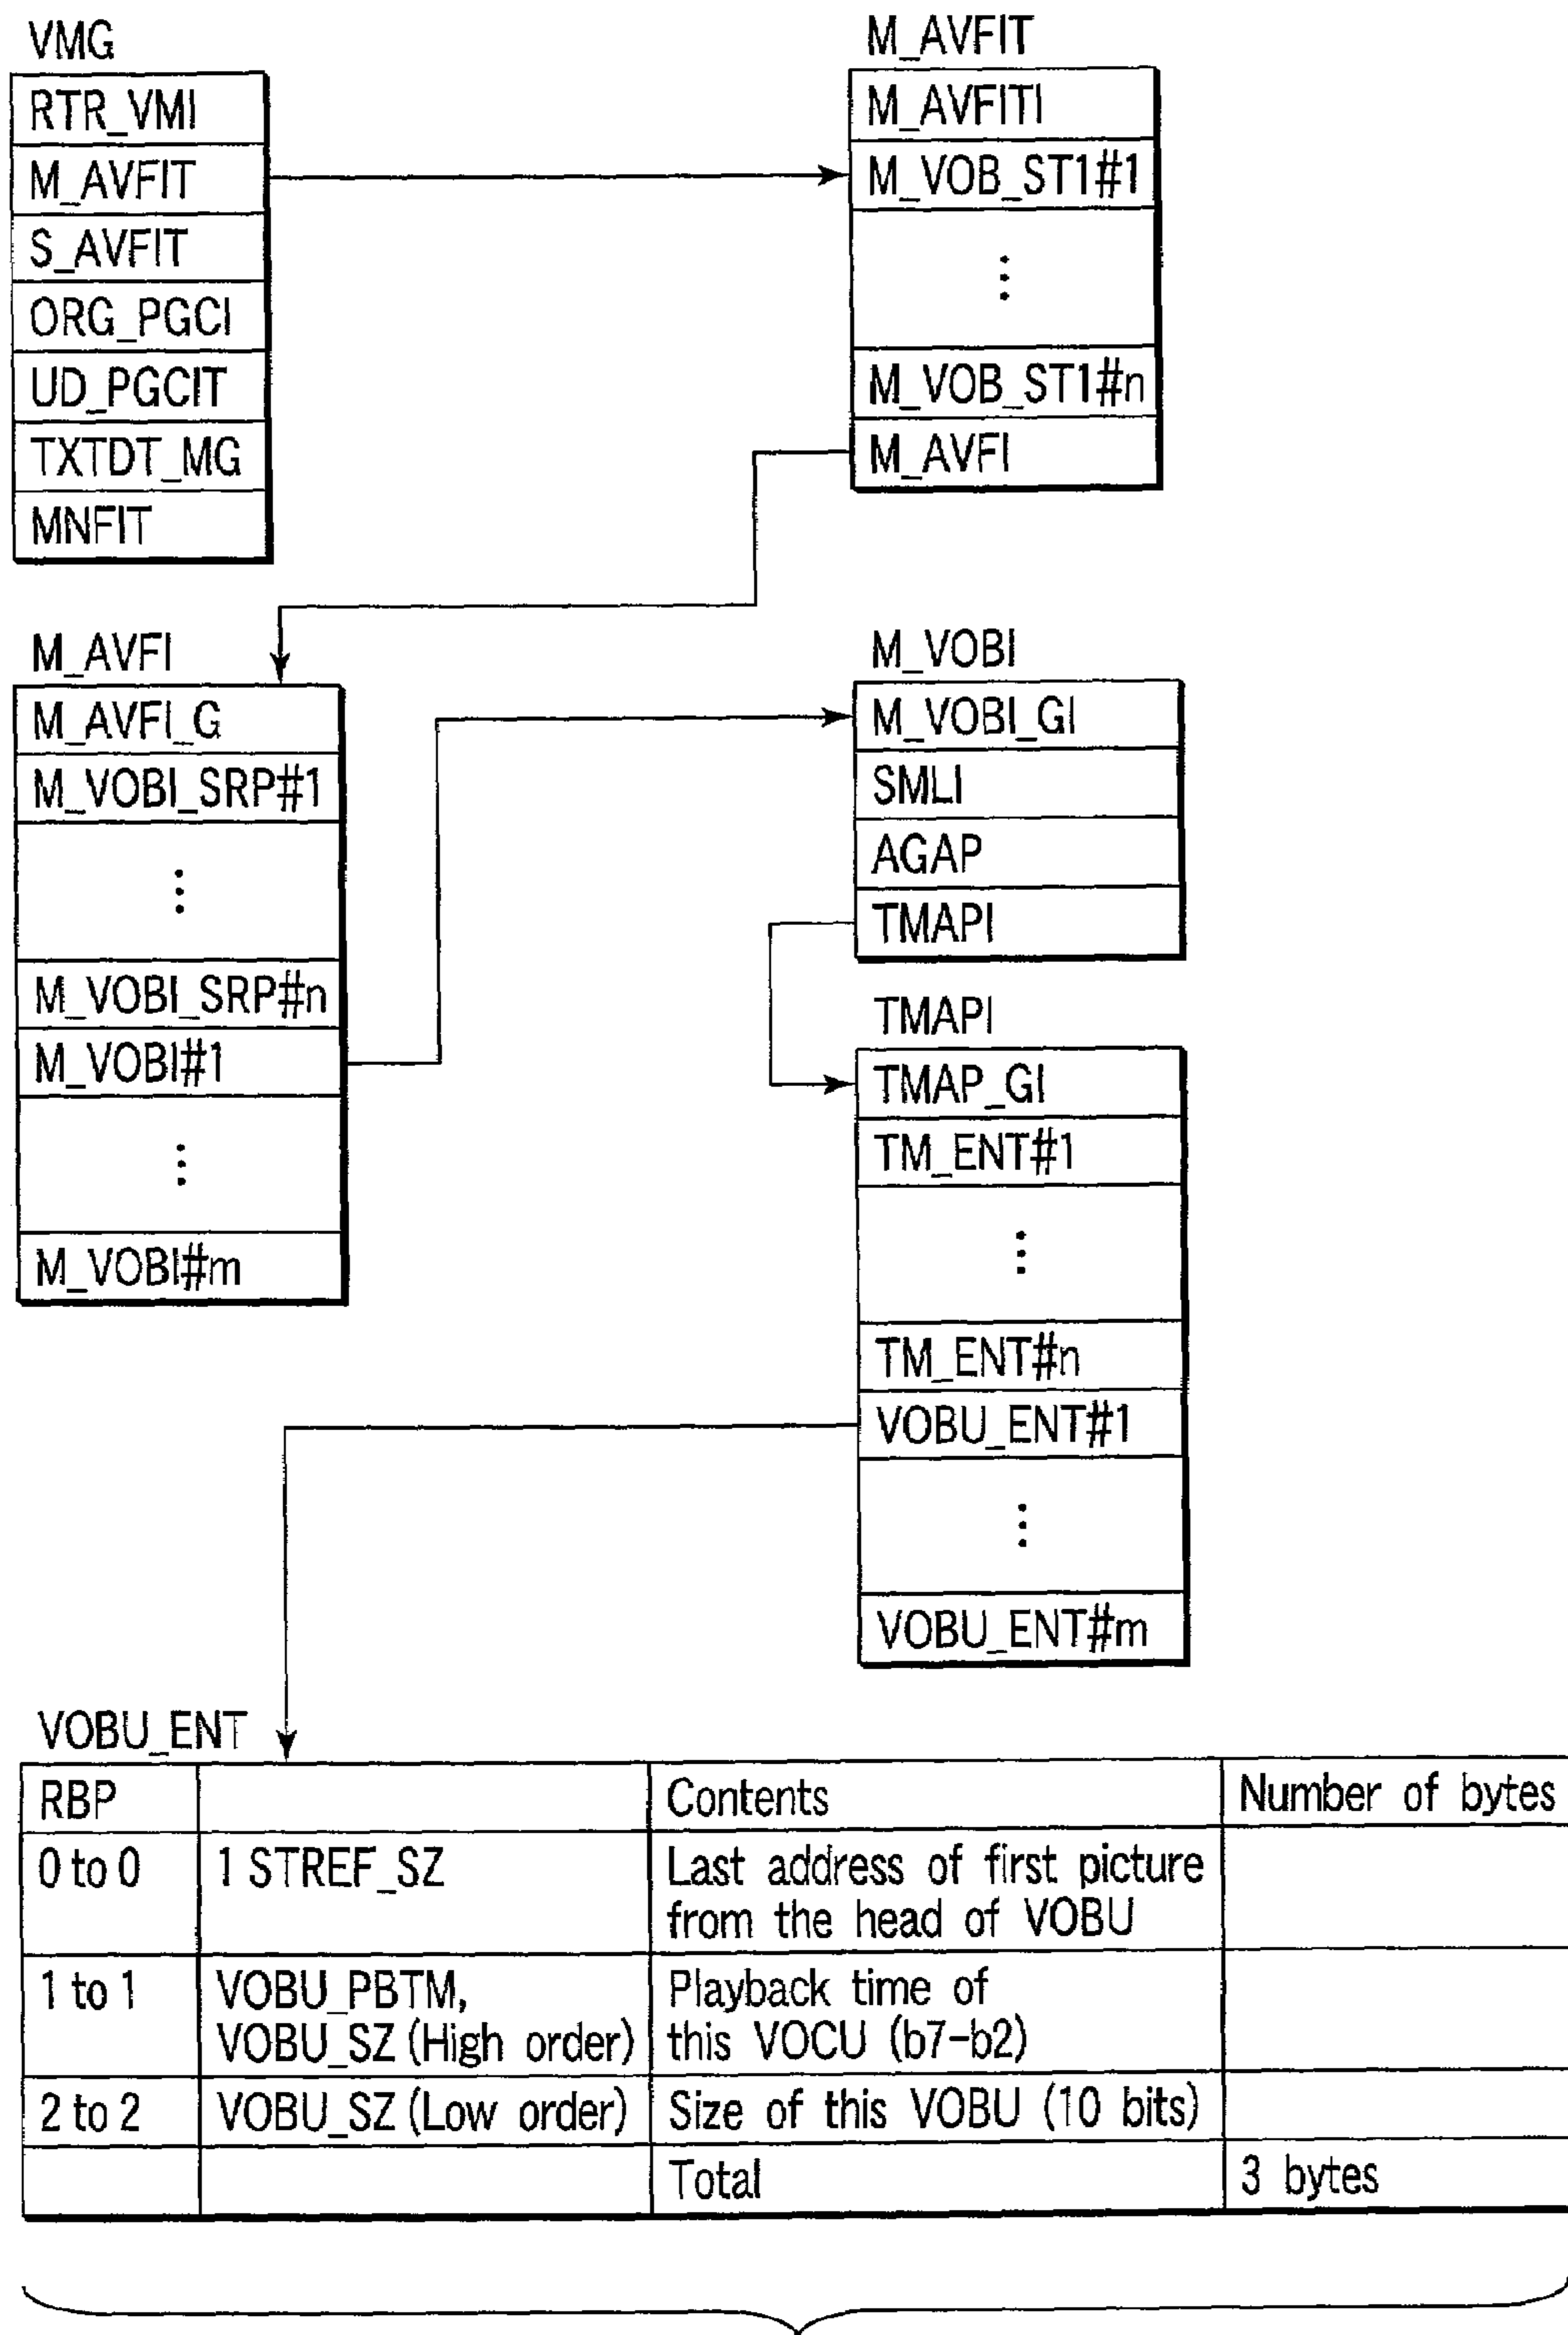 VMG
RTR_VMI
M_AVFIT
S_AVFIT
ORG_PGCI
UD_PGCIT
TXTDT_MG
MNFIT
M_AVFIT
M_AVFITI
M_VOB_ST1#1
⋮
M_VOB_ST1#n
M_AVFI
M_AVFI
M_AVFI_G
M_VOBI_SRP#1
⋮
M_VOBI_SRP#n
M_VOBI#1
⋮
M_VOBI#m
M_VOBI
M_VOBI_GI
SMLI
AGAP
TMAPI
TMAPI
TMAP_GI
TM_ENT#1
⋮
TM_ENT#n
VOBU_ENT#1
⋮
VOBU_ENT#m
VOBU_ENT
RBP Contents Number of bytes
0 to 0 1 STREF_SZ Last address of first picture
from the head of VOBU
1 to 1 VOBU_PBTM, Playback time of
VOBU_SZ (High order) this VOCU (b7-b2)
2 to 2 VOBU_SZ (Low order) Size of this VOBU (10 bits)
Total 3 bytes